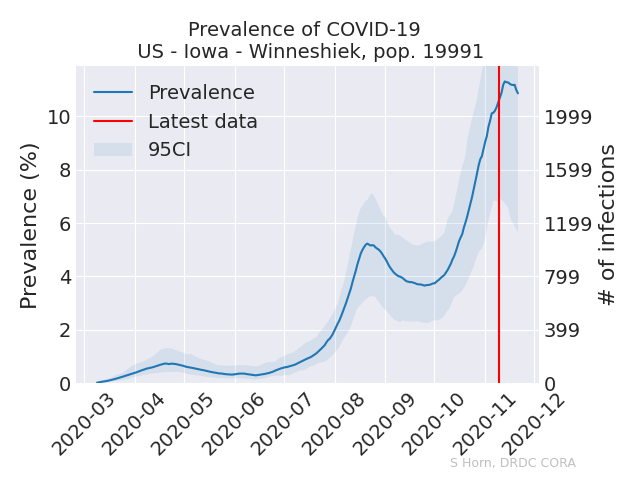 Prevalence of COVID-19
US - Iowa - Winneshiek, pop. 19991
Prevalence
Latest data
95CI
Prevalence (%)
10
8
6
4
2
0
1999
1599
1199
799
399
0
# of infections
2020-03
2020-04
2020-05
2020-06
2020-07
2020-08
2020-09
2020-10
2020-11
2020-12
S Horn, DRDC CORA